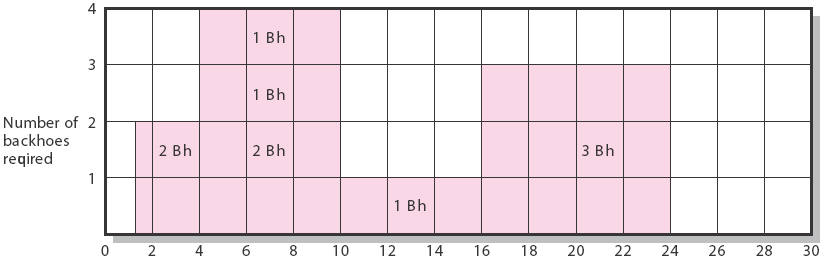 4
1 Bh
3
1 Bh
Number of
backhoes
reqired
2
2 Bh
2 Bh
3 Bh
1
1 Bh
0 2 4 6 8 10 12 14 16 18 20 22 24 26 28 30